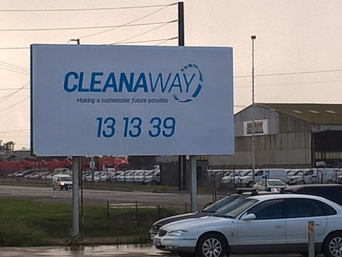 CLEANAWAY
Making a sustainable future possible
13 13 39